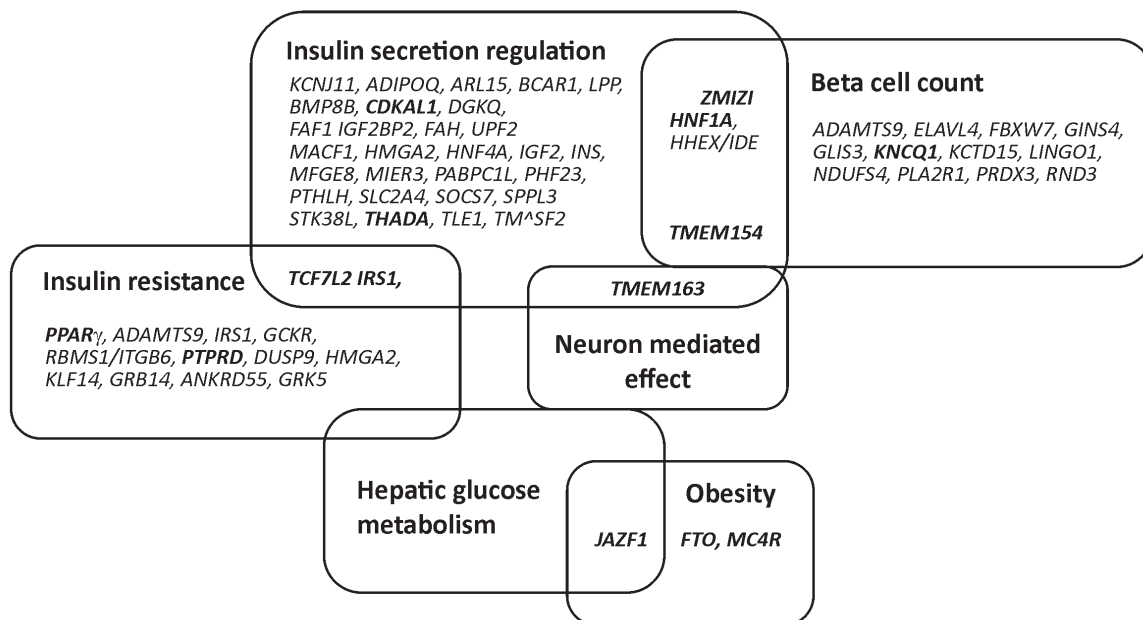 Insulin secretion regulation
KCNJ11, ADIPOQ, ARL15, BCAR1, LPP,
BMP8B, CDKAL1, DGKQ,
FAF1 IGF2BP2, FAH, UPF2
MACF1, HMGA2, HNF4A, IGF2, INS,
MFGE8, MIER3, PABPC1L, PHF23,
PTHLH, SLC2A4, SOCS7, SPPL3
STK38L, THADA, TLE1, TM^SF2
ZMIZI
HNF1A,
HHEX/IDE
TMEM154
Beta cell count
ADAMTS9, ELAVL4, FBXW7, GINS4,
GLIS3, KNCQ1, KCTD15, LINGO1,
NDUFS4, PLA2R1, PRDX3, RND3
Insulin resistance
TCF7L2 IRS1,
PPARγ, ADAMTS9, IRS1, GCKR,
RBMS1/ITGB6, PTPRD, DUSP9, HMGA2,
KLF14, GRB14, ANKRD55, GRK5
TMEM163
Neuron mediated
effect
Hepatic glucose
metabolism
JAZF1
Obesity
FTO, MC4R